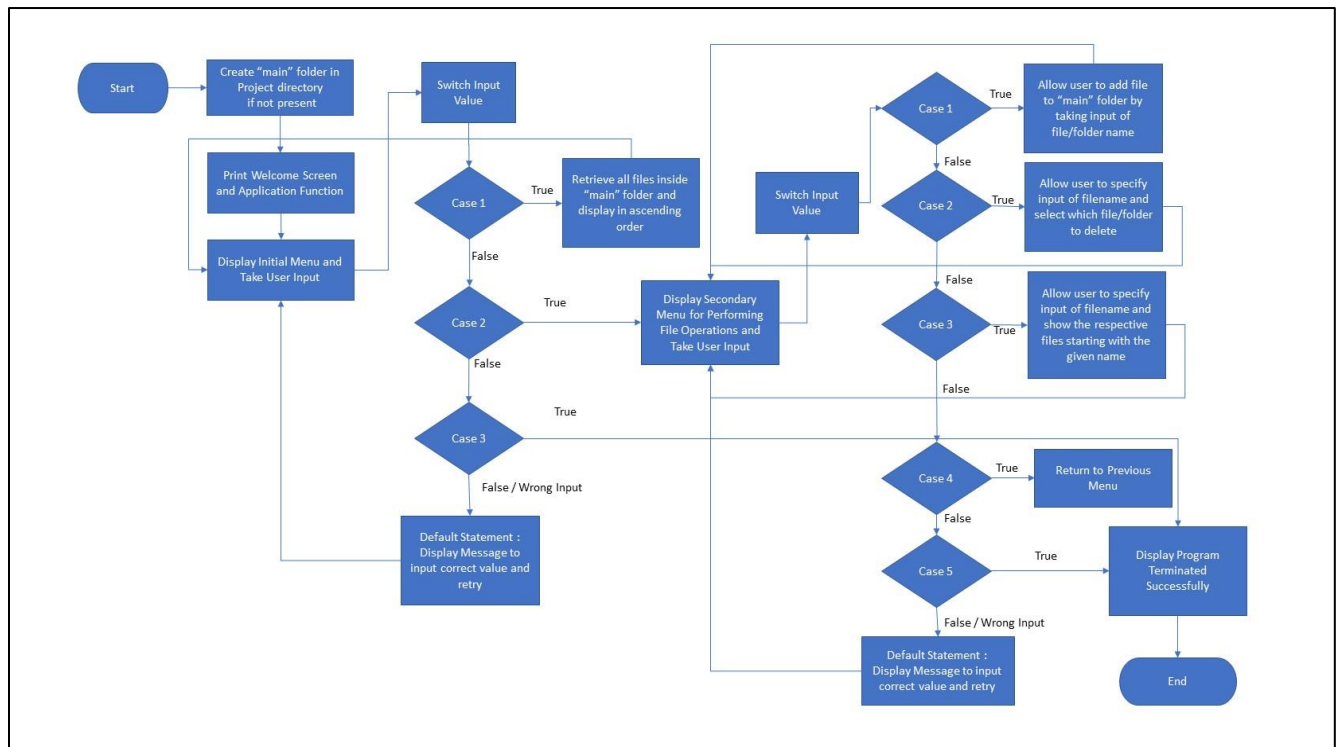 Start
Create “main” folder in
Project directory
if not present
Print Welcome Screen
and Application Function
Display Initial Menu and
Take User Input
Switch Input
Value
Case 1
True
Retrieve all files inside
“main” folder and
display in ascending
order
False
Case 2
True
False
Case 3
True
False / Wrong Input
Default Statement :
Display Message to
input correct value and
retry
Display Secondary
Menu for Performing
File Operations and
Take User Input
Switch Input
Value
Case 1
True
Allow user to add file
to “main” folder by
taking input of
file/folder name
False
Case 2
True
Allow user to specify
input of filename and
select which file/folder
to delete
False
Case 3
True
Allow user to specify
input of filename and
show the respective
files starting with the
given name
False
Case 4
True
Return to Previous
Menu
False
Case 5
True
Display Program
Terminated
Successfully
False / Wrong Input
Default Statement :
Display Message to input
correct value and retry
End